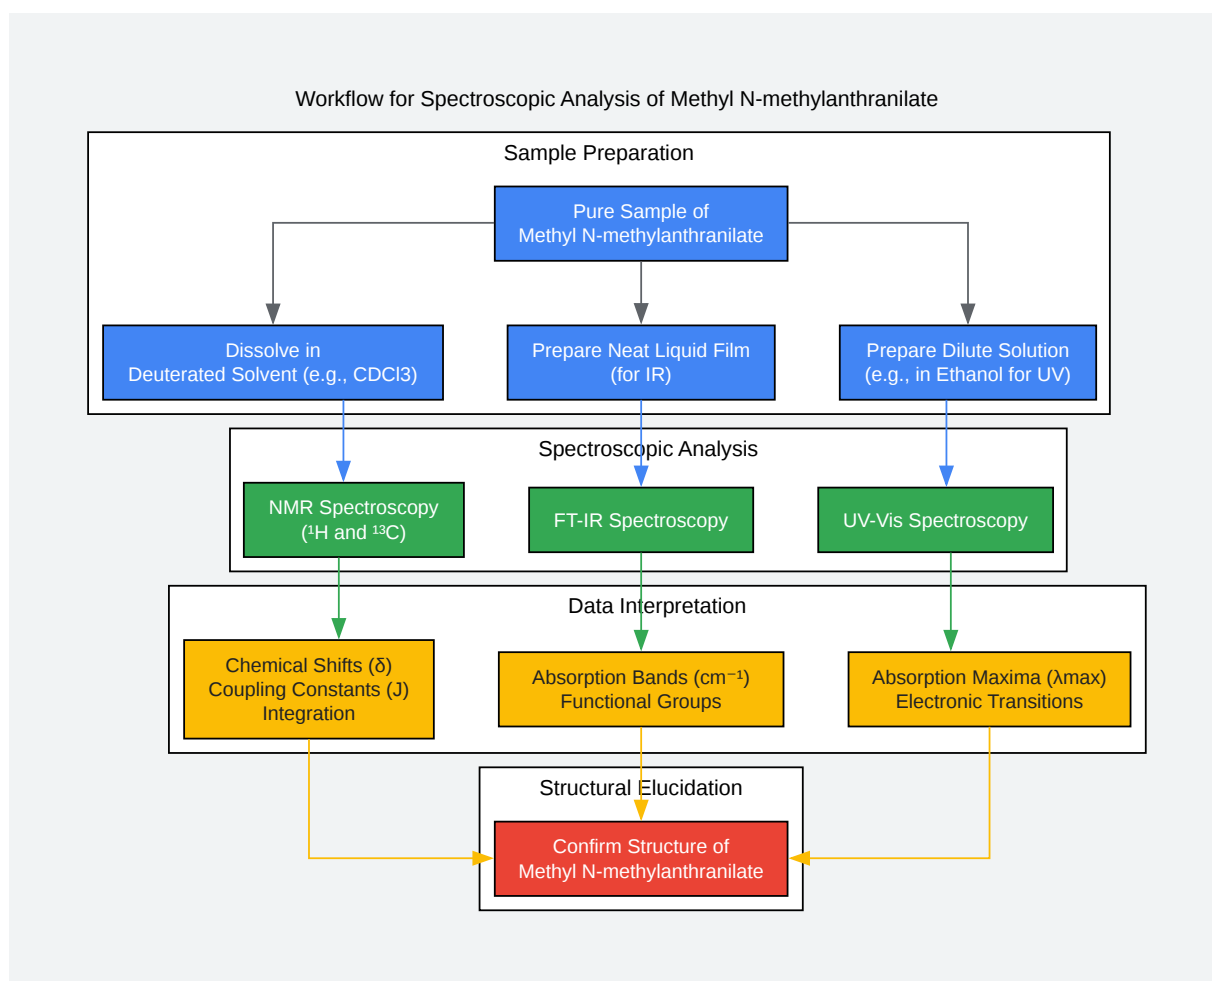 Workflow for Spectroscopic Analysis of Methyl N-methylanthranilate
Sample Preparation
Pure Sample of
Methyl N-methylanthranilate
Dissolve in
Deuterated Solvent (e.g., CDCl3)
Prepare Neat Liquid Film
(for IR)
Prepare Dilute Solution
(e.g., in Ethanol for UV)
Spectroscopic Analysis
NMR Spectroscopy
(¹H and ¹³C)
FT-IR Spectroscopy
UV-Vis Spectroscopy
Data Interpretation
Chemical Shifts (δ)
Coupling Constants (J)
Integration
Absorption Bands (cm⁻¹)
Functional Groups
Absorption Maxima (λmax)
Electronic Transitions
Structural Elucidation
Confirm Structure of
Methyl N-methylanthranilate